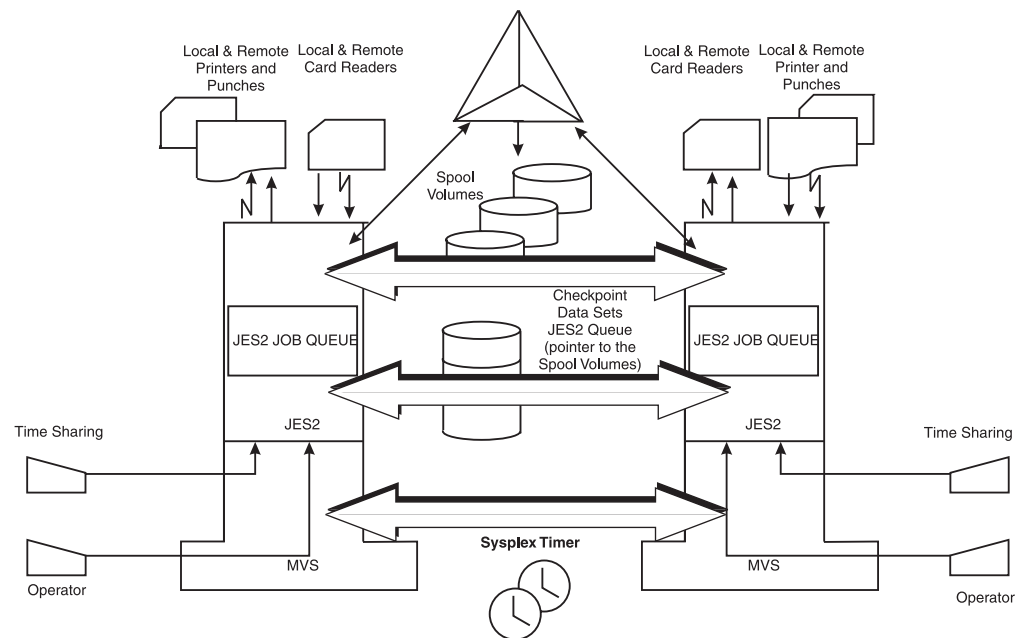 Local & Remote
Printers and
Punches
Local & Remote
Card Readers
Local & Remote
Card Readers
Local & Remote
Printer and
Punches
Spool
Volumes
Checkpoint
Data Sets
JES2 Queue
(pointer to the
Spool Volumes)
JES2 JOB QUEUE
JES2 JOB QUEUE
JES2
JES2
Time Sharing
Time Sharing
Sysplex Timer
MVS
MVS
Operator
Operator